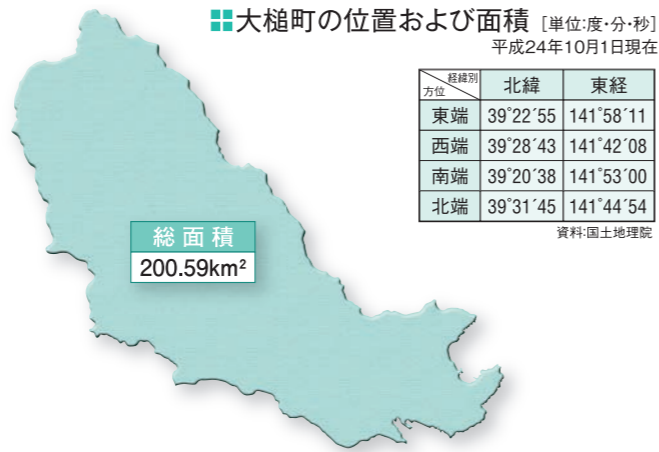 大槌町の位置および面積 [単位:度・分・秒]
平成24年10月1日現在
経緯別 方位 北緯 東経
東端 39°22´55 141°58´11
西端 39°28´43 141°42´08
南端 39°20´38 141°53´00
北端 39°31´45 141°44´54
資料:国土地理院
総面積
200.59km²